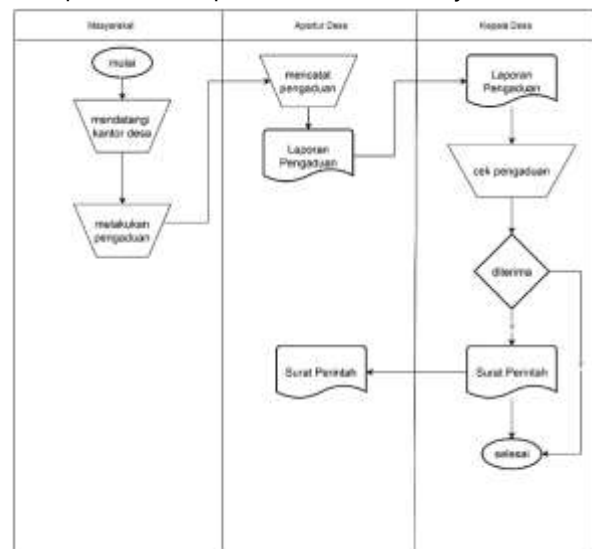 Masyarakat
Aparatur Desa
Kepala Desa
mulai
mendatangi
kantor desa
melakukan
pengaduan
mencatat
pengaduan
Laporan
Pengaduan
Laporan
Pengaduan
cek pengaduan
diterima
Surat Perintah
Surat Perintah
selesai